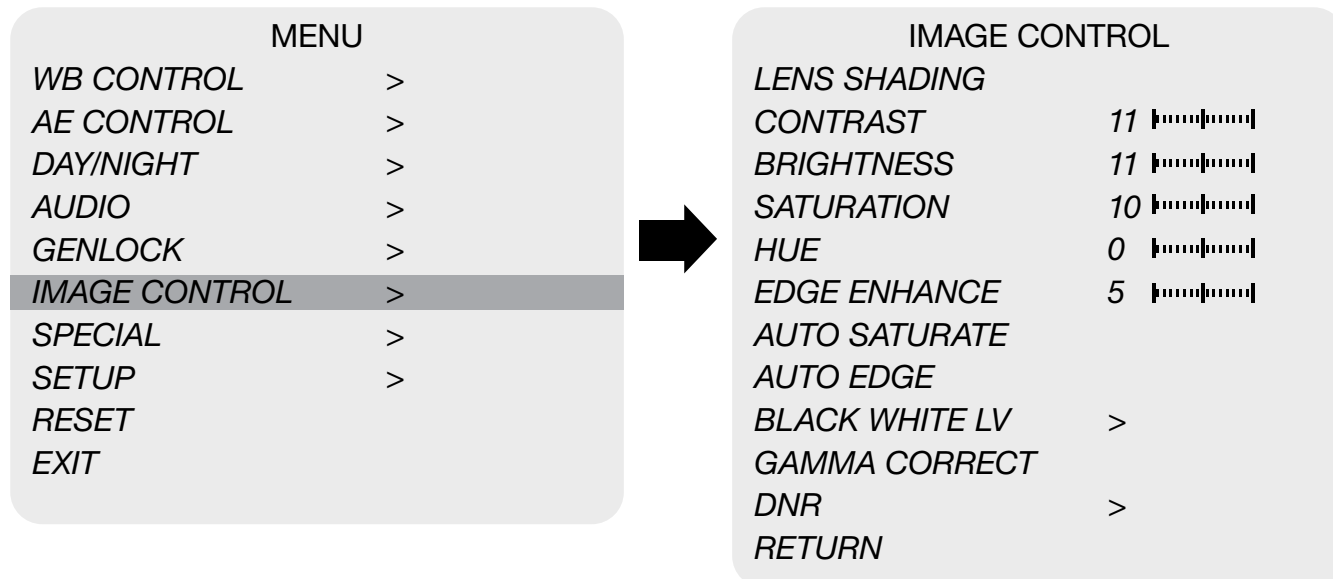 MENU
WB CONTROL >
AE CONTROL >
DAY/NIGHT >
AUDIO >
GENLOCK >
IMAGE CONTROL >
SPECIAL >
SETUP >
RESET
EXIT
IMAGE CONTROL
LENS SHADING
CONTRAST 11
BRIGHTNESS 11
SATURATION 10
HUE 0
EDGE ENHANCE 5
AUTO SATURATE
AUTO EDGE
BLACK WHITE LV >
GAMMA CORRECT
DNR >
RETURN